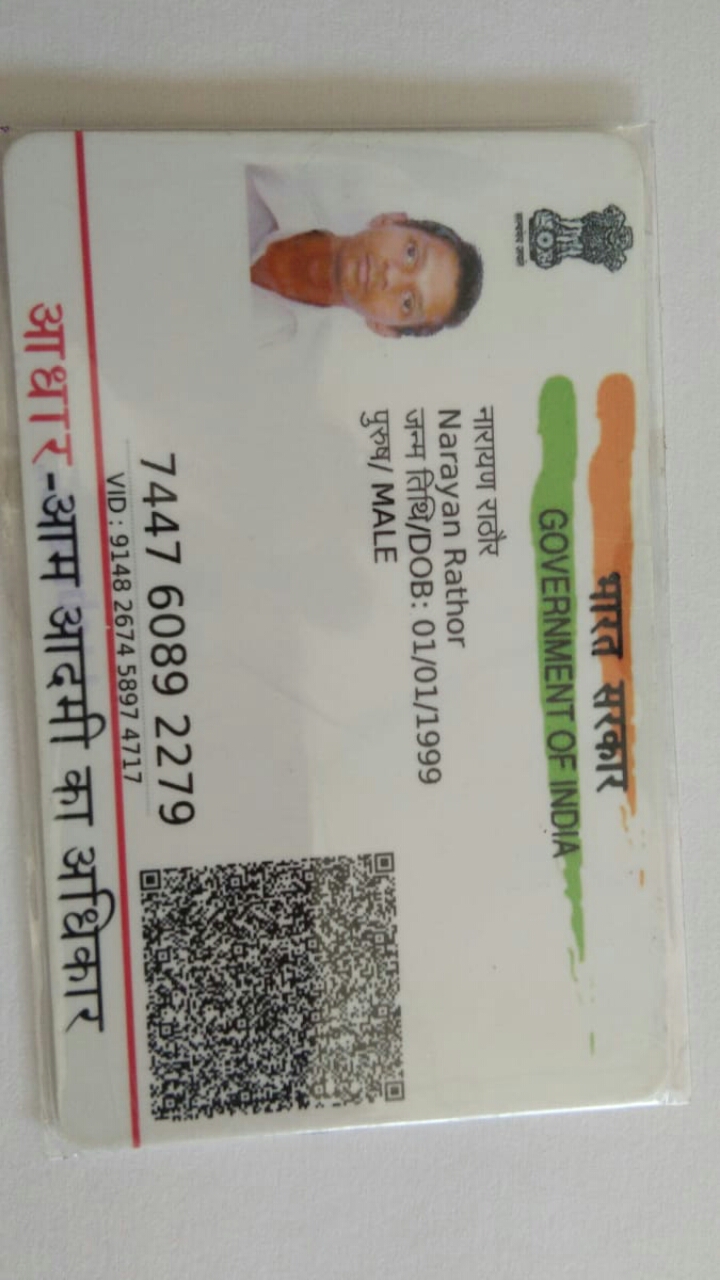 भारत सरकार
GOVERNMENT OF INDIA
नारायण राठौर
Narayan Rathor
जन्म तिथि/DOB: 01/01/1999
पुरुष/ MALE
7447 6089 2279
VID : 9148 2674 5897 4717
आधार-आम आदमी का अधिकार